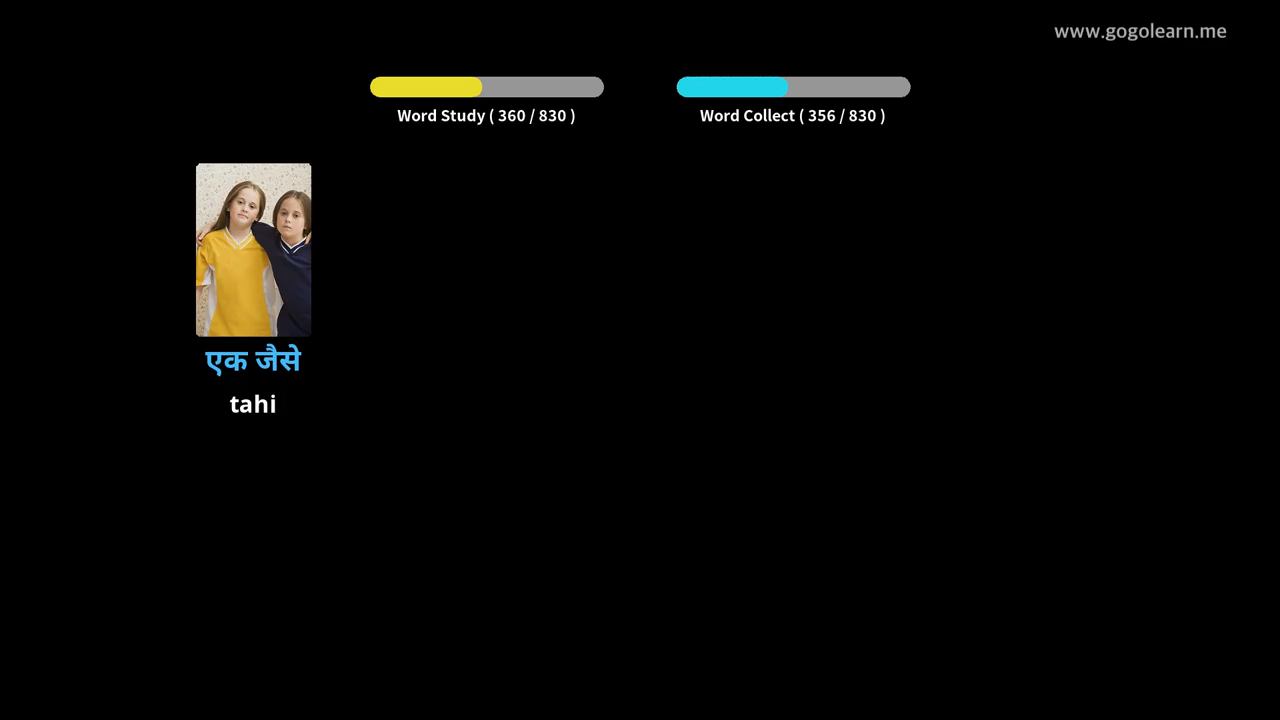 www.gogolearn.me
Word Study ( 360 / 830 )
Word Collect ( 356 / 830 )
एक जैसे
tahi